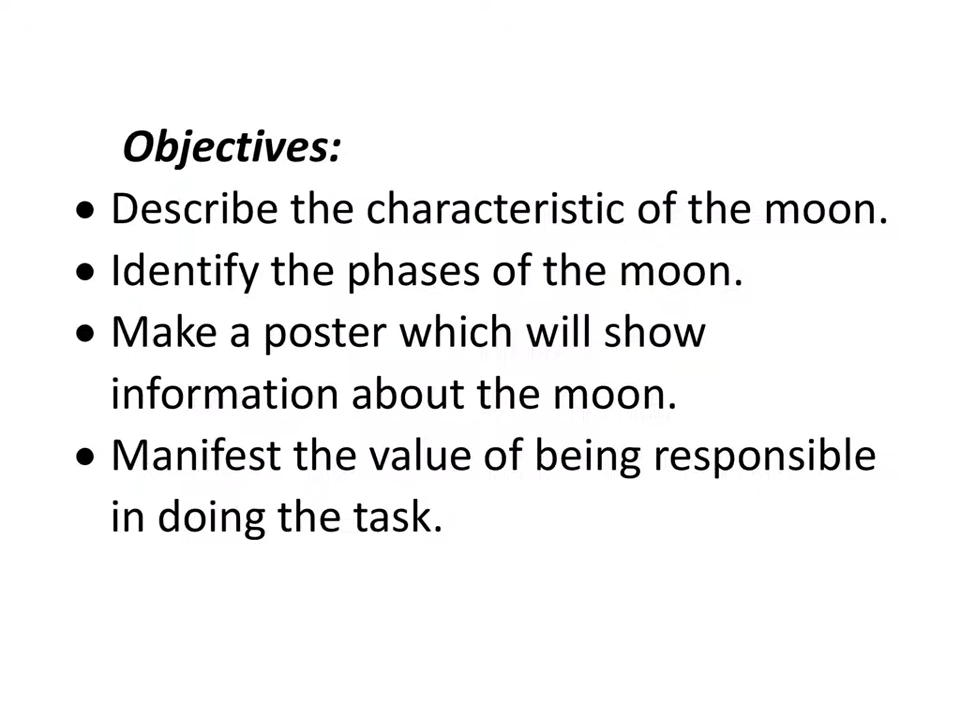 Objectives:
• Describe the characteristic of the moon.
• Identify the phases of the moon.
• Make a poster which will show
information about the moon.
• Manifest the value of being responsible
in doing the task.